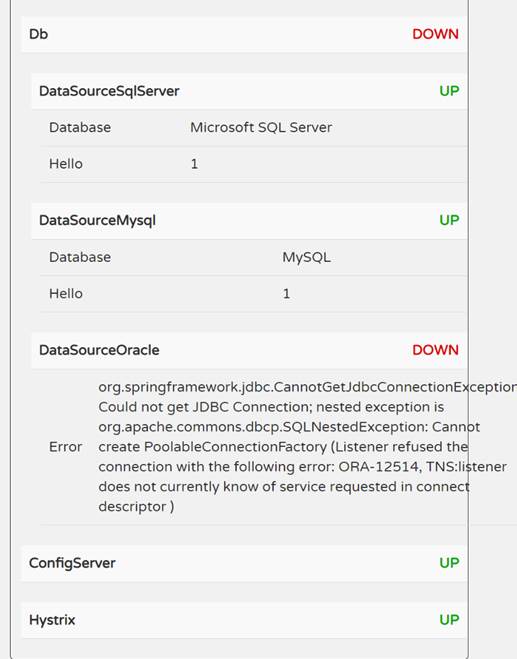 Db DOWN
DataSourceSqlServer UP
Database Microsoft SQL Server
Hello 1
DataSourceMysql UP
Database MySQL
Hello 1
DataSourceOracle DOWN
org.springframework.jdbc.CannotGetJdbcConnectionException
Could not get JDBC Connection; nested exception is
org.apache.commons.dbcp.SQLNestedException: Cannot
Error create PoolableConnectionFactory (Listener refused the
connection with the following error: ORA-12514, TNS:listener
does not currently know of service requested in connect
descriptor )
ConfigServer UP
Hystrix UP